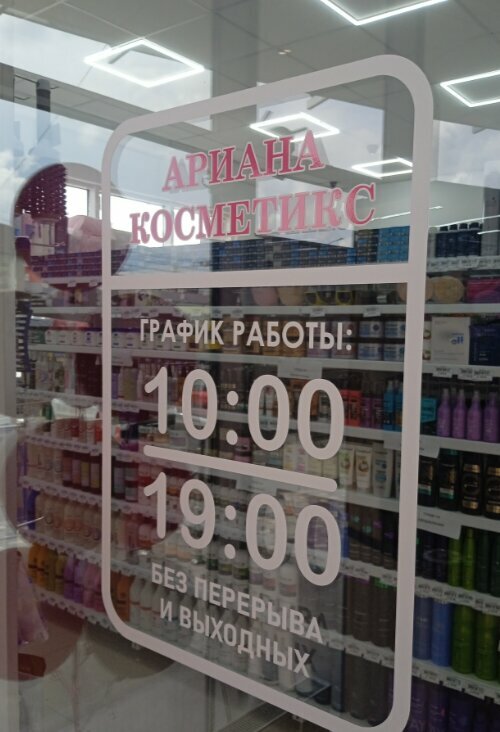 АРИАНА
КОСМЕТИКС
ГРАФИК РАБОТЫ:
10:00
19:00
БЕЗ ПЕРЕРЫВА
И ВЫХОДНЫХ